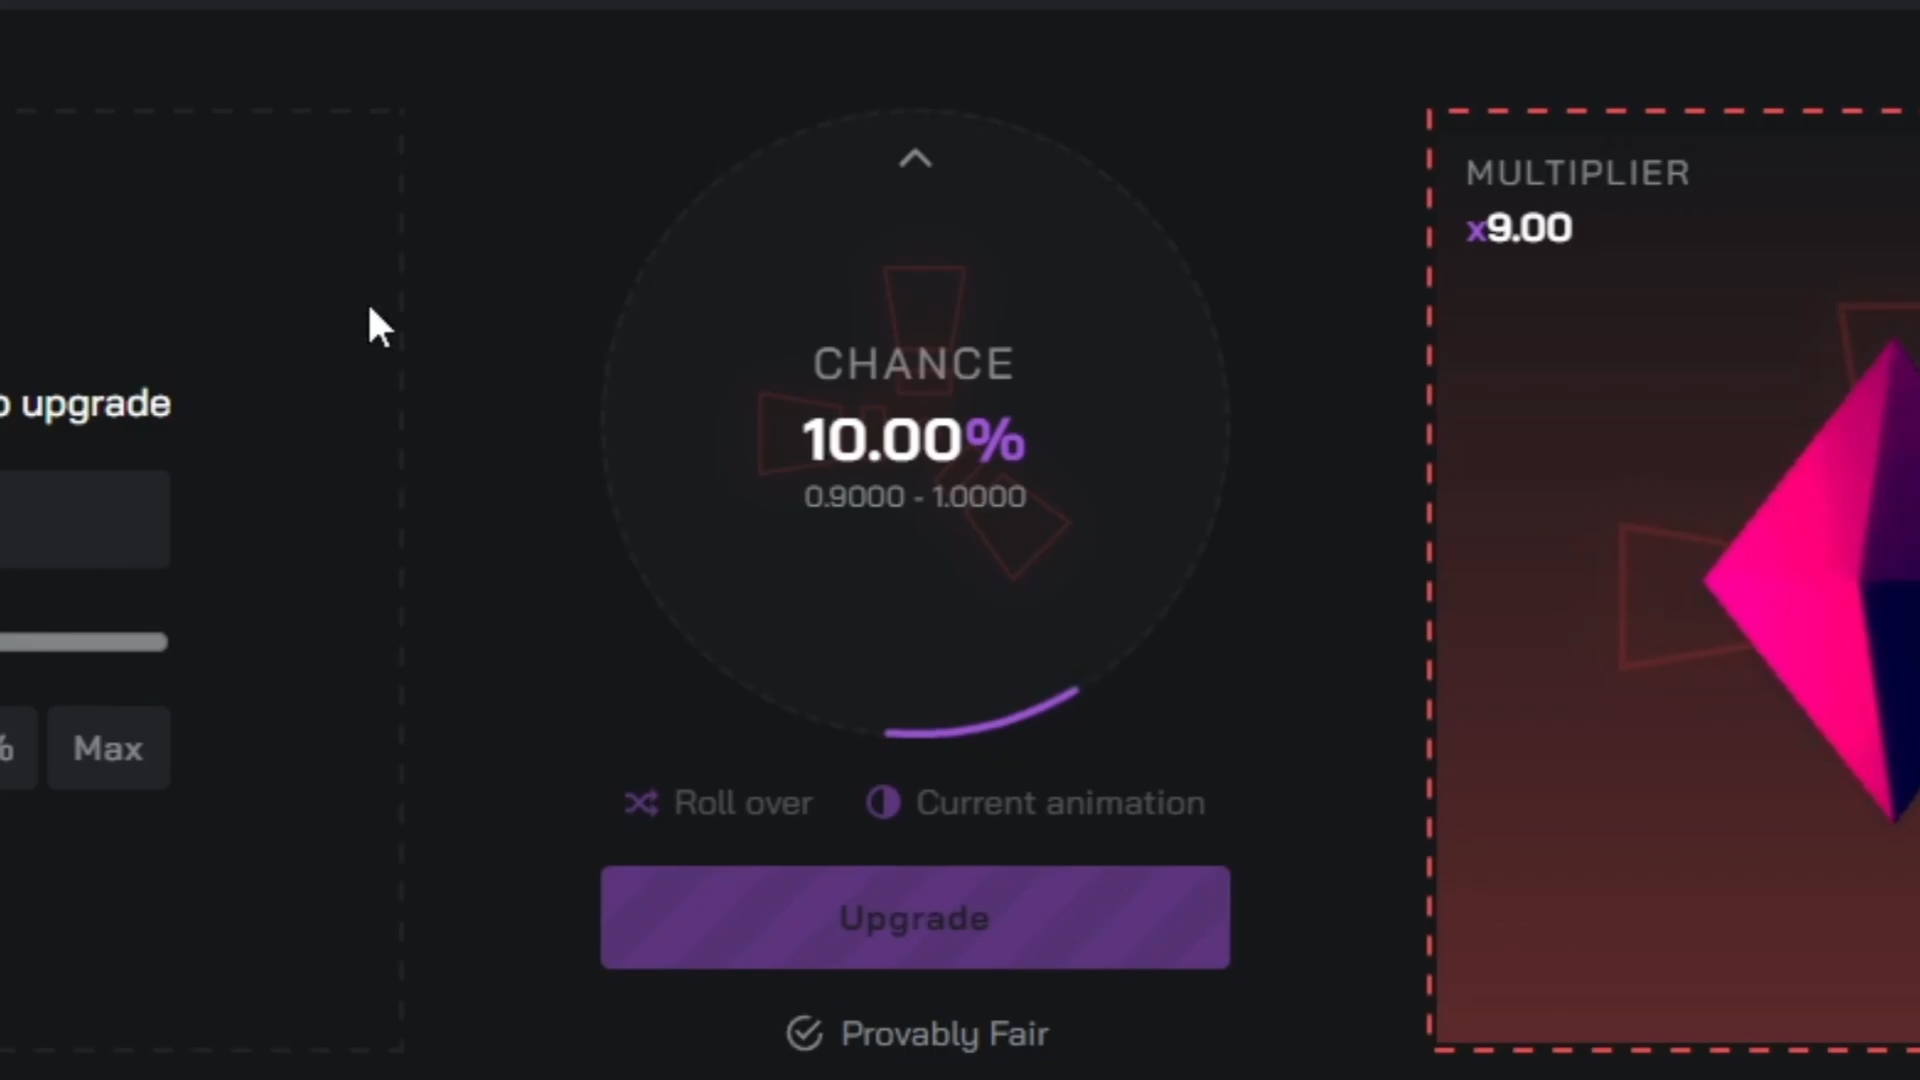 MULTIPLIER
x9.00
CHANCE
10.00%
0.9000 - 1.0000
upgrade
% Max
Roll over
Current animation
Upgrade
Provably Fair